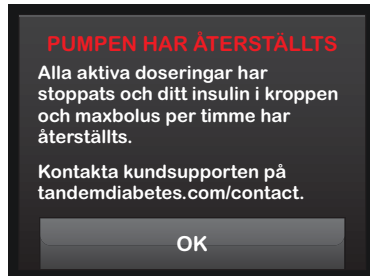 PUMPEN HAR ÅTERSTÄLLTS
Alla aktiva doseringar har
stoppats och ditt insulin i kroppen
och maxbolus per timme har
återställts.
Kontakta kundsupporten på
tandemdiabetes.com/contact.
OK